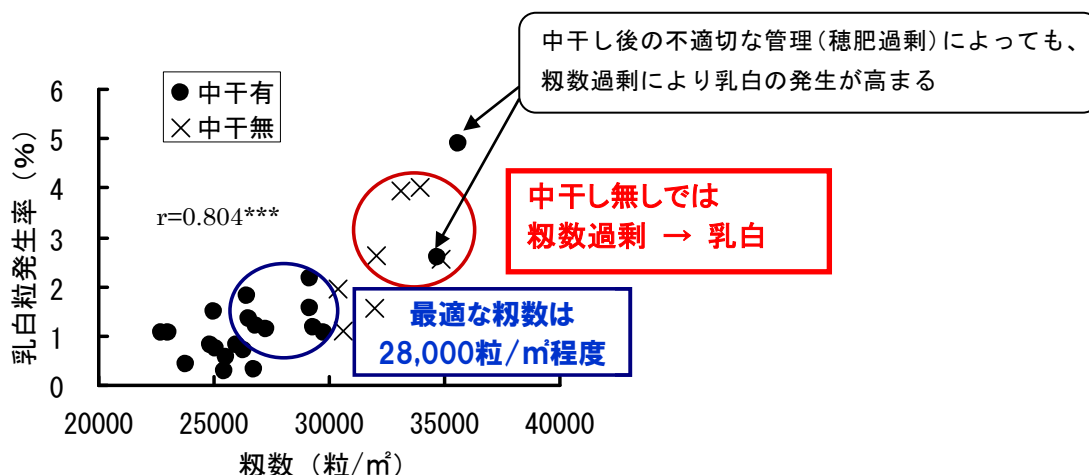 中干し後の不適切な管理（穂肥過剰）によっても、
籾数過剰により乳白の発生が高まる
● 中干有
× 中干無
乳白粒発生率（%）
6
5
4
3
2
1
0
r=0.804***
中干し無しでは
籾数過剰 → 乳白
最適な籾数は
28,000粒/㎡程度
20000 25000 30000 35000 40000
籾数（粒/㎡）